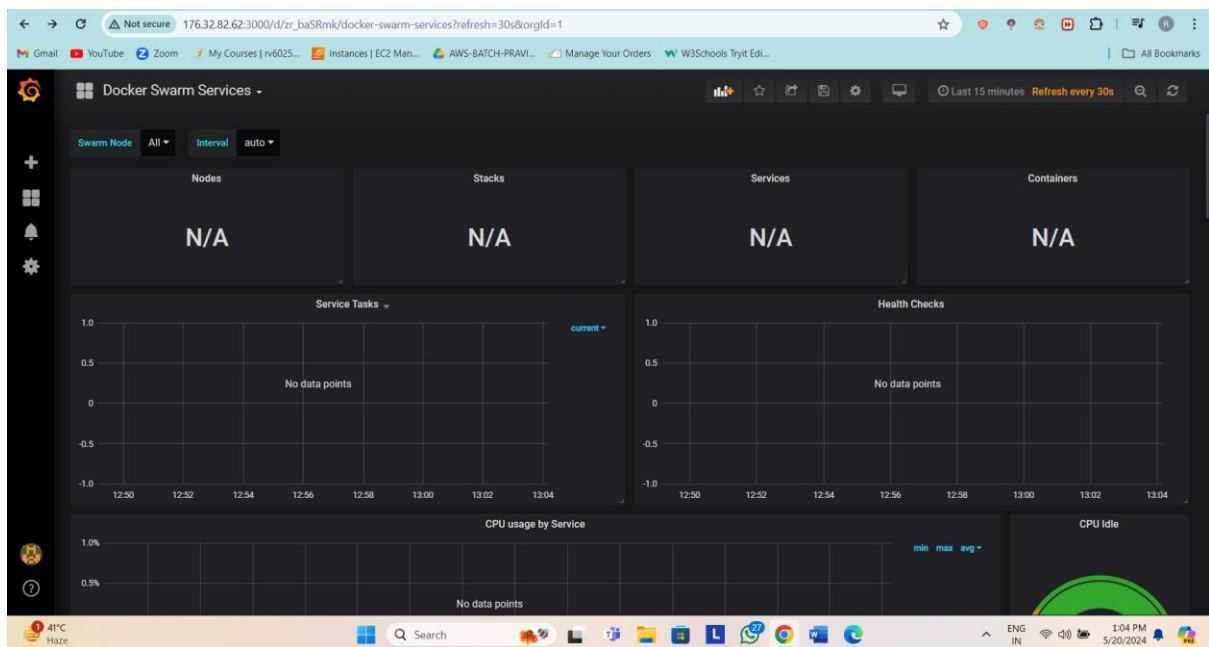 Not secure 176.32.82.62:3000/d/zr_baSRmk/docker-swarm-services?refresh=30s&orgId=1
Gmail YouTube Zoom My Courses | rv6025... Instances | EC2 Man... AWS-BATCH-PRAVI... Manage Your Orders W3Schools Tryit Edi... All Bookmarks
Docker Swarm Services Last 15 minutes Refresh every 30s
Swarm Node All Interval auto
Nodes Stacks Services Containers
N/A N/A N/A N/A
Service Tasks Health Checks
current
1.0 1.0
0.5 0.5
No data points No data points
0 0
-0.5 -0.5
-1.0 -1.0
12:50 12:52 12:54 12:56 12:58 13:00 13:02 13:04 12:50 12:52 12:54 12:56 12:58 13:00 13:02 13:04
CPU usage by Service CPU Idle
1.0% min max avg
0.5%
No data points
1 41°C Search 27 ENG 1:04 PM
Haze IN 5/20/2024